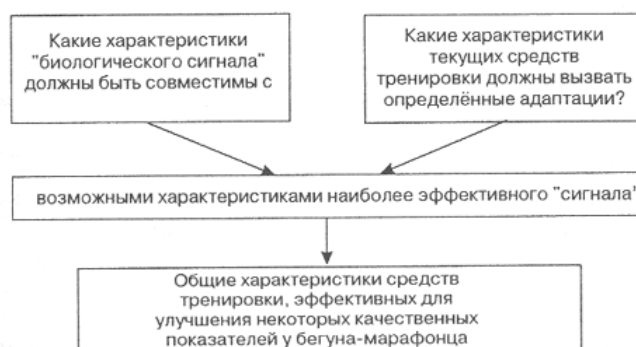 Какие характеристики
"биологического сигнала"
должны быть совместимы с
Какие характеристики
текущих средств
тренировки должны вызвать
определённые адаптации?
возможными характеристиками наиболее эффективного "сигнала"
Общие характеристики средств
тренировки, эффективных для
улучшения некоторых качественных
показателей у бегуна-марафонца